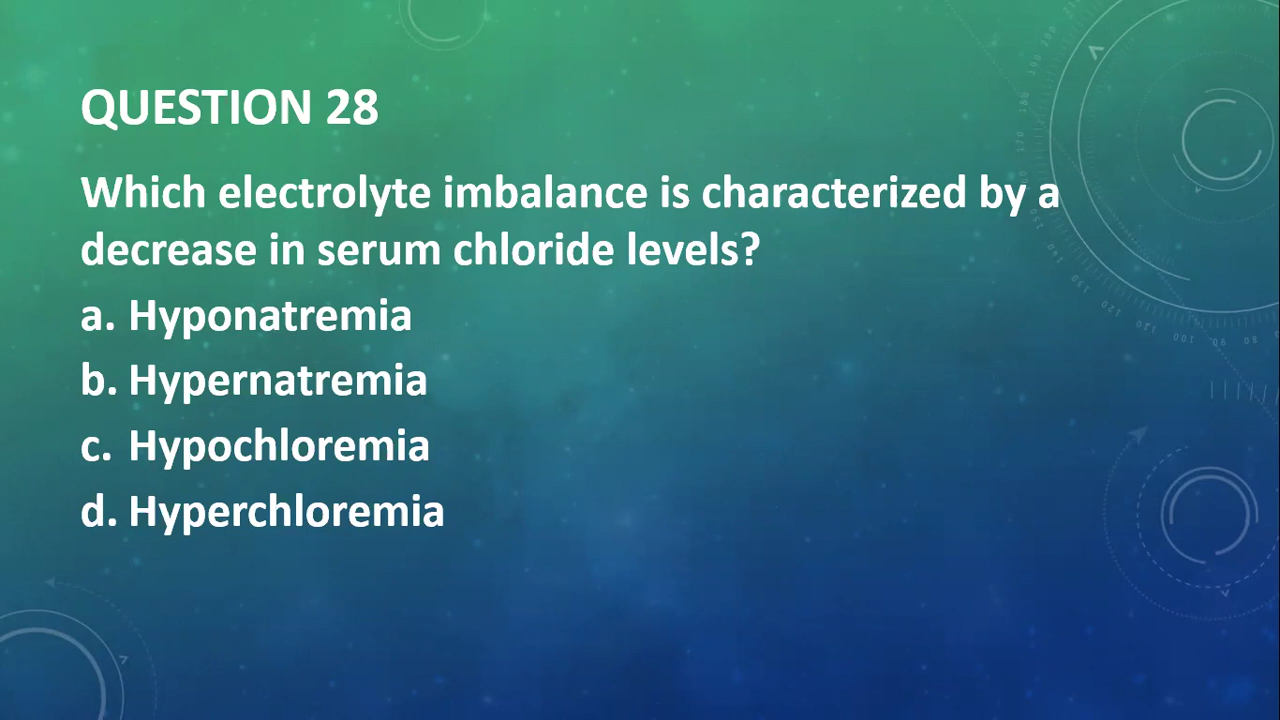 QUESTION 28
Which electrolyte imbalance is characterized by a
decrease in serum chloride levels?
a. Hyponatremia
b. Hypernatremia
c. Hypochloremia
d. Hyperchloremia